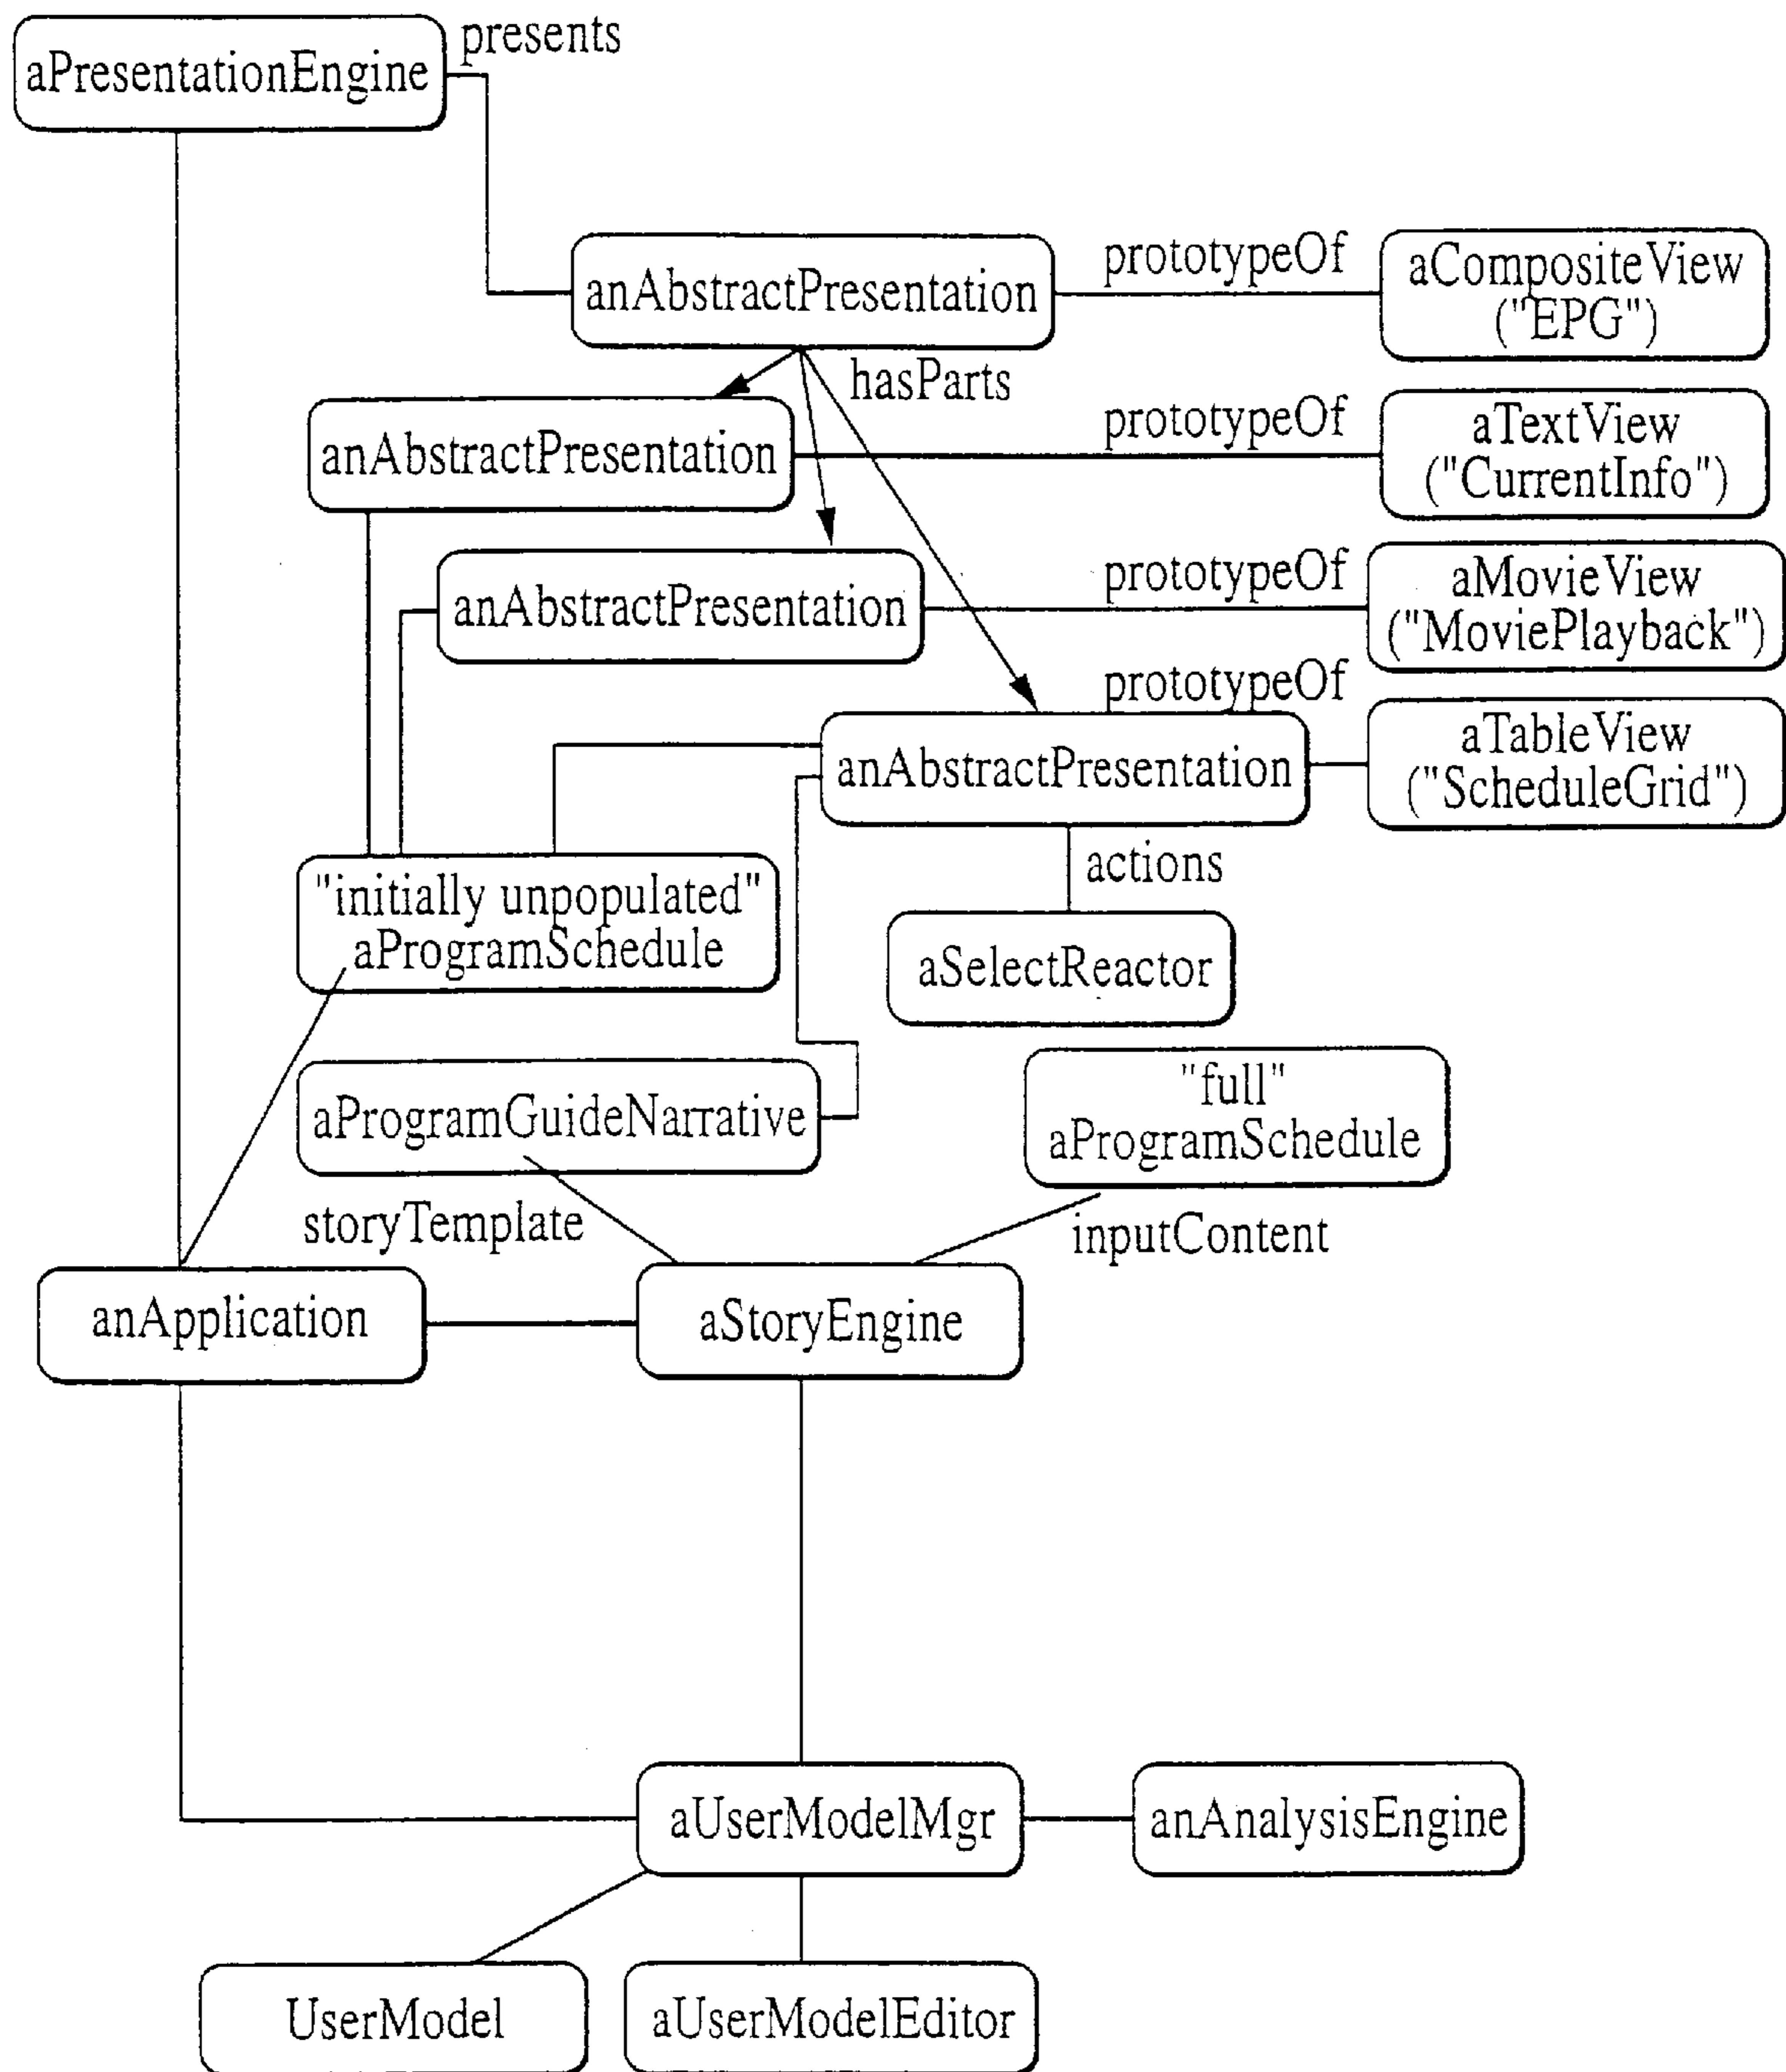 aPresentationEngine
presents
anAbstractPresentation
prototypeOf
aCompositeView
("EPG")
hasParts
anAbstractPresentation
prototypeOf
aTextView
("CurrentInfo")
anAbstractPresentation
prototypeOf
aMovieView
("MoviePlayback")
prototypeOf
anAbstractPresentation
aTableView
("ScheduleGrid")
actions
"initially unpopulated"
aProgramSchedule
aSelectReactor
aProgramGuideNarrative
"full"
aProgramSchedule
storyTemplate
inputContent
anApplication
aStoryEngine
aUserModelMgr
anAnalysisEngine
UserModel
aUserModelEditor